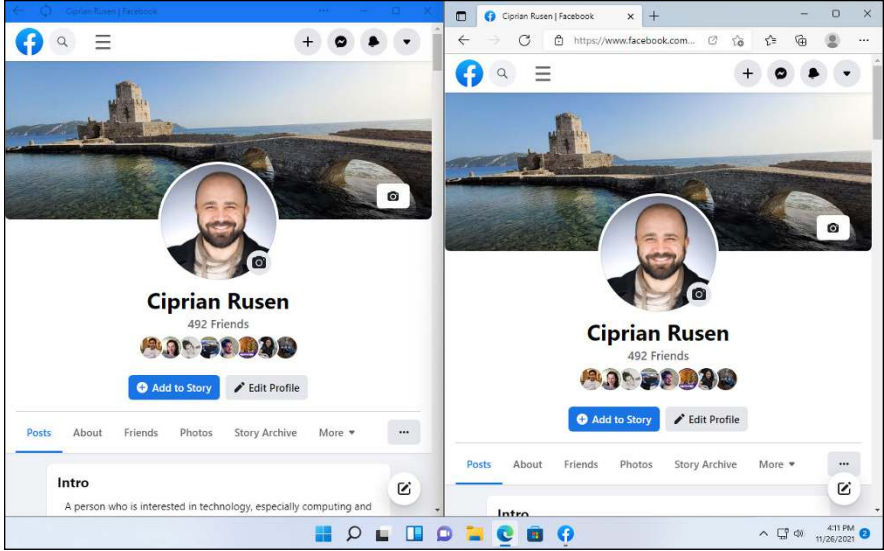 Ciprian Rusen | Facebook
Ciprian Rusen
492 Friends
Add to Story
Edit Profile
Posts About Friends Photos Story Archive More
Intro
A person who is interested in technology, especially computing and
Ciprian Rusen | Facebook
https://www.facebook.com...
Ciprian Rusen
492 Friends
Add to Story
Edit Profile
Posts About Friends Photos Story Archive More
Intro
4:11 PM
11/26/2021
2